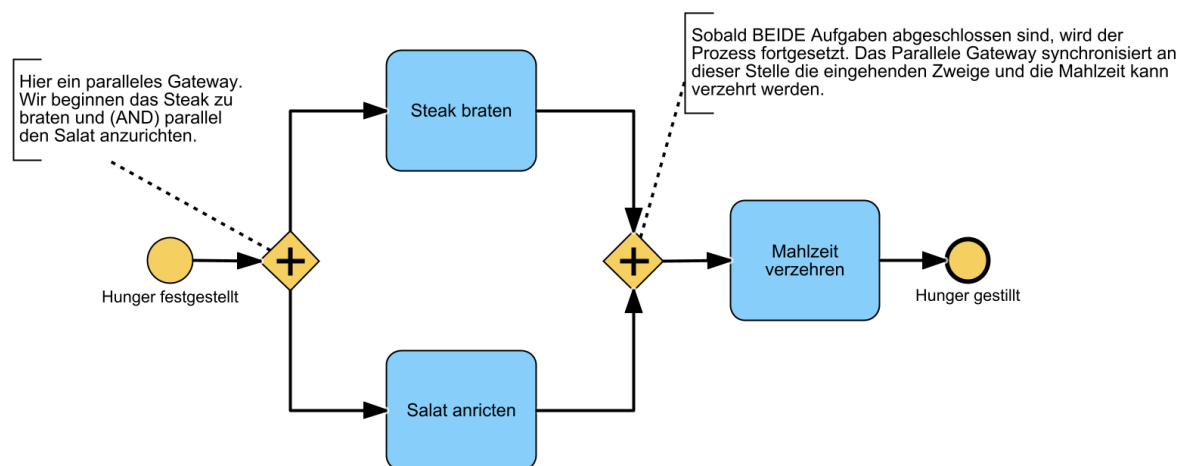 Hier ein paralleles Gateway.
Wir beginnen das Steak zu
braten und (AND) parallel
den Salat anzurichten.
Sobald BEIDE Aufgaben abgeschlossen sind, wird der
Prozess fortgesetzt. Das Parallele Gateway synchronisiert an
dieser Stelle die eingehenden Zweige und die Mahlzeit kann
verzehrt werden.
Steak braten
Hunger festgestellt
Mahlzeit
verzehren
Hunger gestillt
Salat anricten